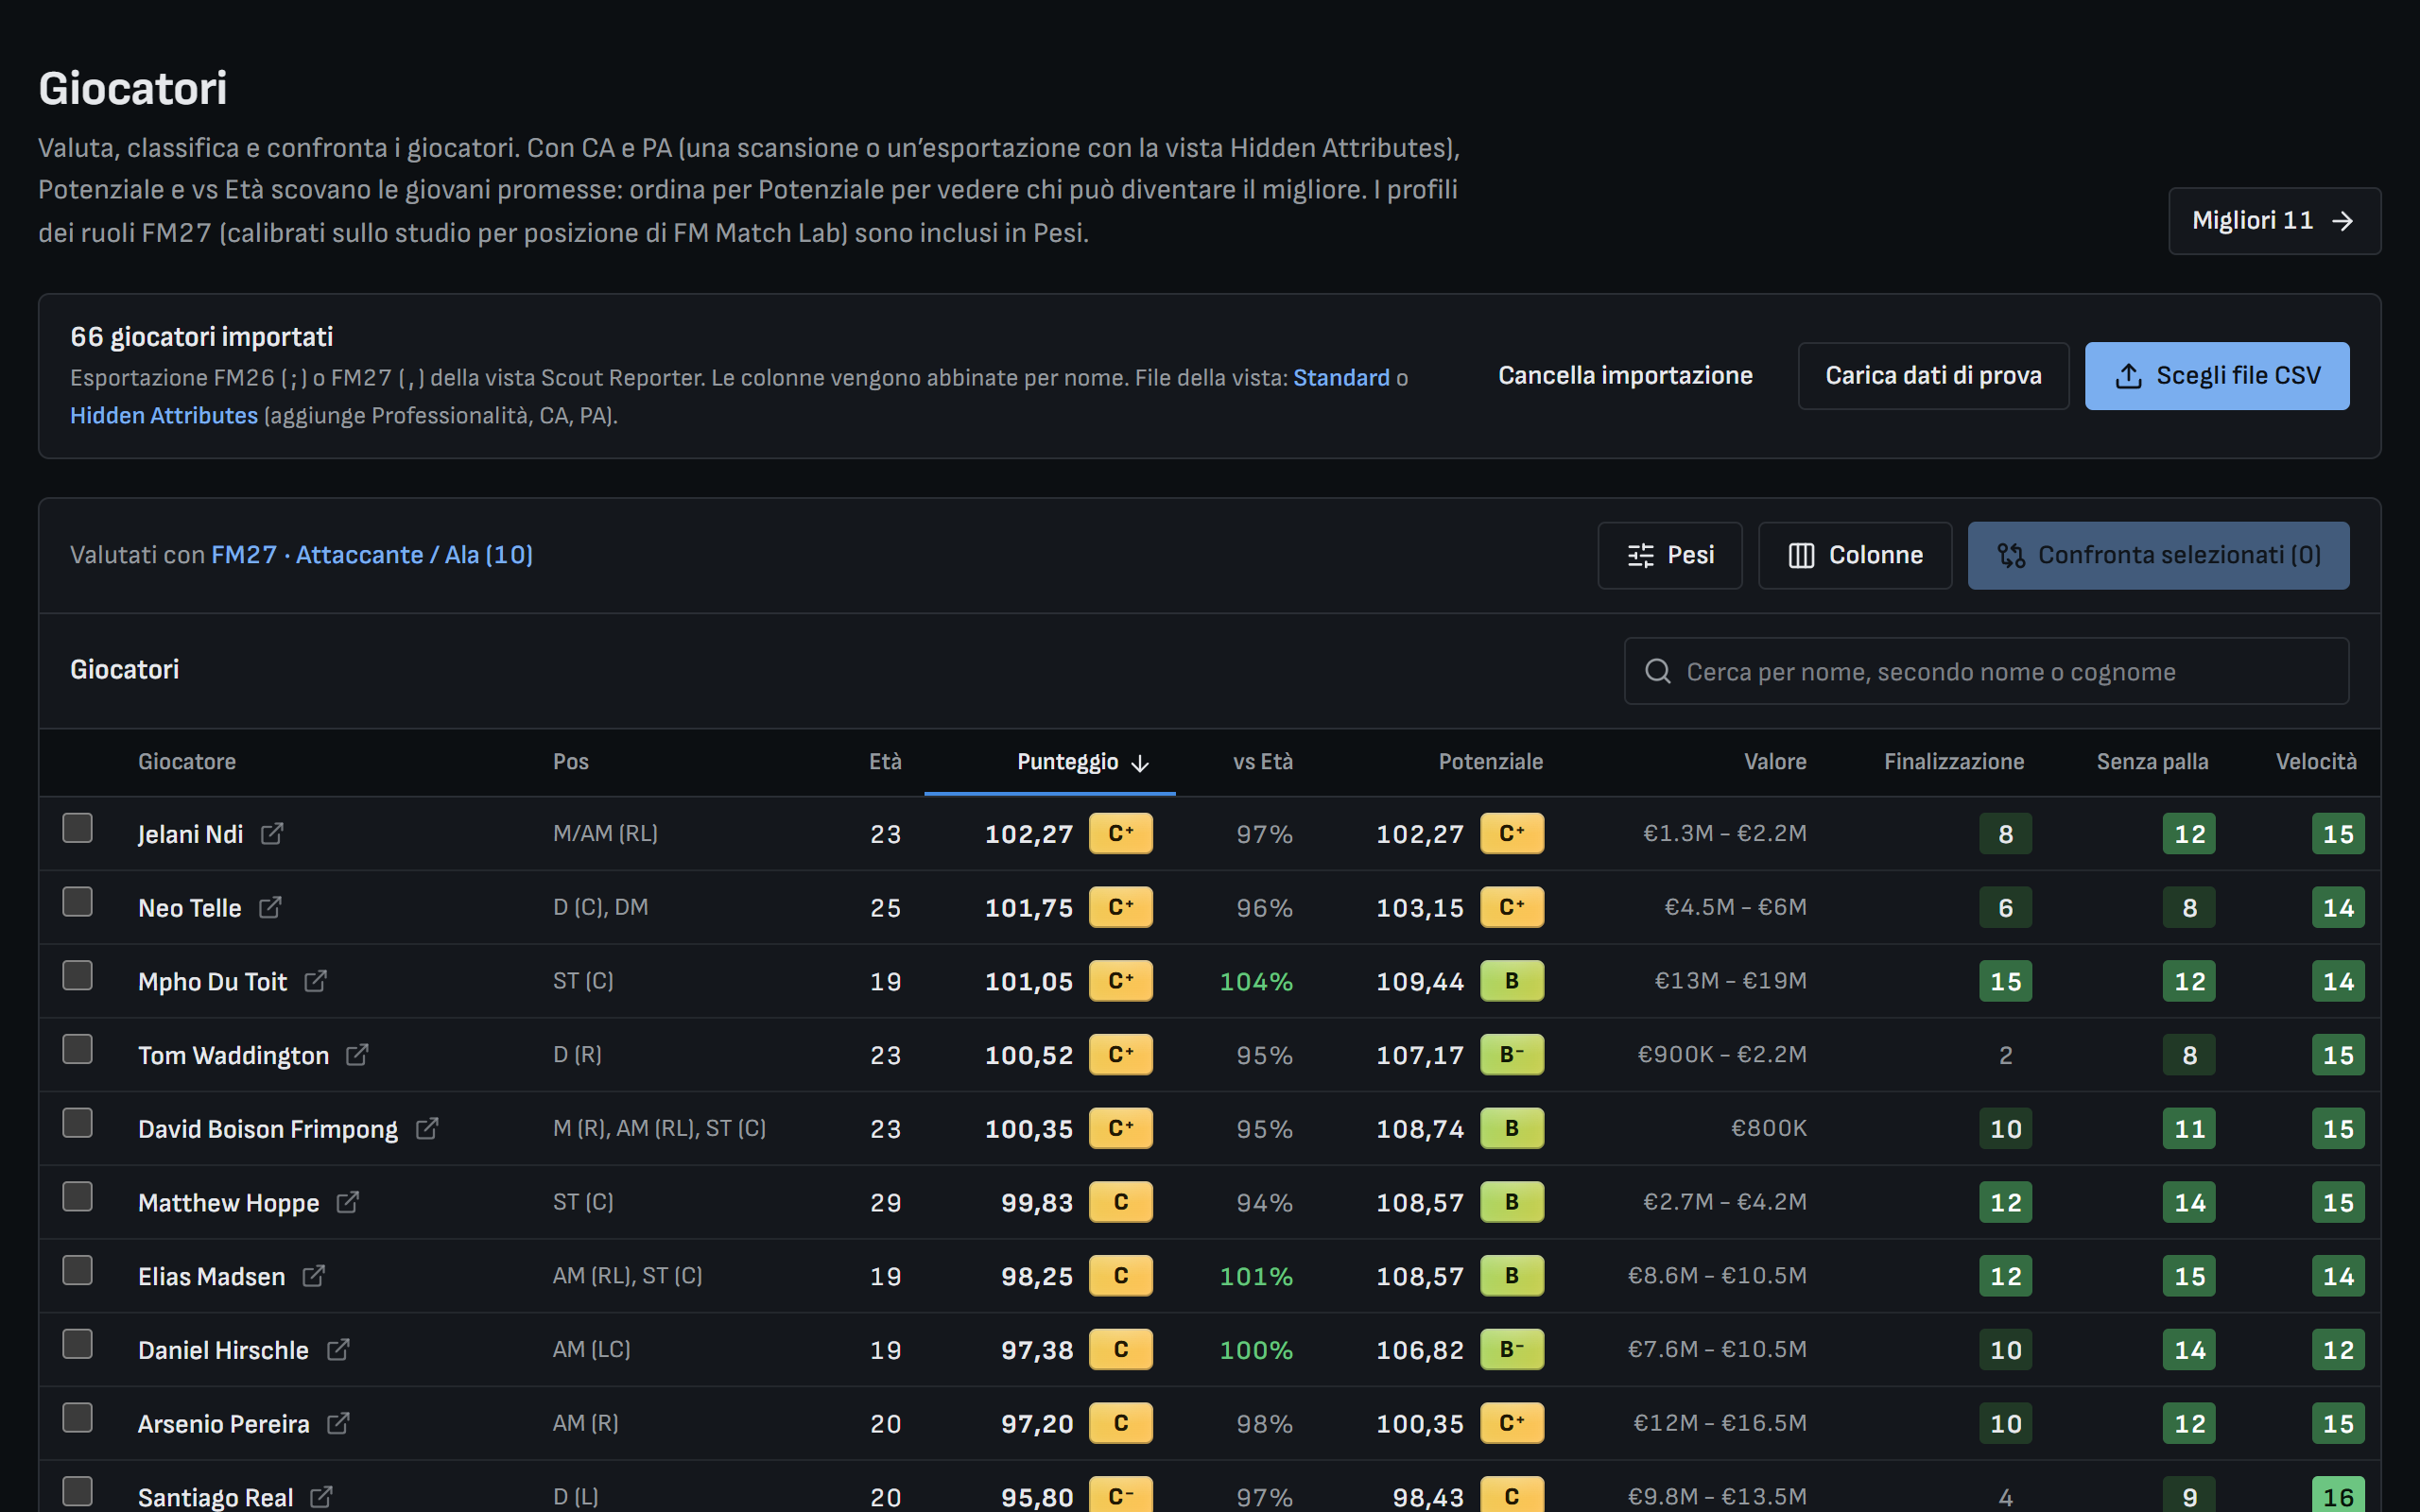 Giocatori
Valuta, classifica e confronta i giocatori. Con CA e PA (una scansione o un’esportazione con la vista Hidden Attributes),
Potenziale e vs Età scovano le giovani promesse: ordina per Potenziale per vedere chi può diventare il migliore. I profili
dei ruoli FM27 (calibrati sullo studio per posizione di FM Match Lab) sono inclusi in Pesi.
Migliori 11
66 giocatori importati
Esportazione FM26 (;) o FM27 (,) della vista Scout Reporter. Le colonne vengono abbinate per nome. File della vista: Standard o
Hidden Attributes (aggiunge Professionalità, CA, PA).
Cancella importazione
Carica dati di prova
Scegli file CSV
Valutati con FM27 · Attaccante / Ala (10)
Pesi
Colonne
Confronta selezionati (0)
Giocatori
Cerca per nome, secondo nome o cognome
Giocatore Pos Età Punteggio ↓ vs Età Potenziale Valore Finalizzazione Senza palla Velocità
Jelani Ndi M/AM (RL) 23 102,27 C+ 97% 102,27 C+ €1.3M - €2.2M 8 12 15
Neo Telle D (C), DM 25 101,75 C+ 96% 103,15 C+ €4.5M - €6M 6 8 14
Mpho Du Toit ST (C) 19 101,05 C+ 104% 109,44 B €13M - €19M 15 12 14
Tom Waddington D (R) 23 100,52 C+ 95% 107,17 B- €900K - €2.2M 2 8 15
David Boison Frimpong M (R), AM (RL), ST (C) 23 100,35 C+ 95% 108,74 B €800K 10 11 15
Matthew Hoppe ST (C) 29 99,83 C 94% 108,57 B €2.7M - €4.2M 12 14 15
Elias Madsen AM (RL), ST (C) 19 98,25 C 101% 108,57 B €8.6M - €10.5M 12 15 14
Daniel Hirschle AM (LC) 19 97,38 C 100% 106,82 B- €7.6M - €10.5M 10 14 12
Arsenio Pereira AM (R) 20 97,20 C 98% 100,35 C+ €12M - €16.5M 10 12 15
Santiago Real D (L) 20 95,80 C- 97% 98,43 C €9.8M - €13.5M 4 9 16